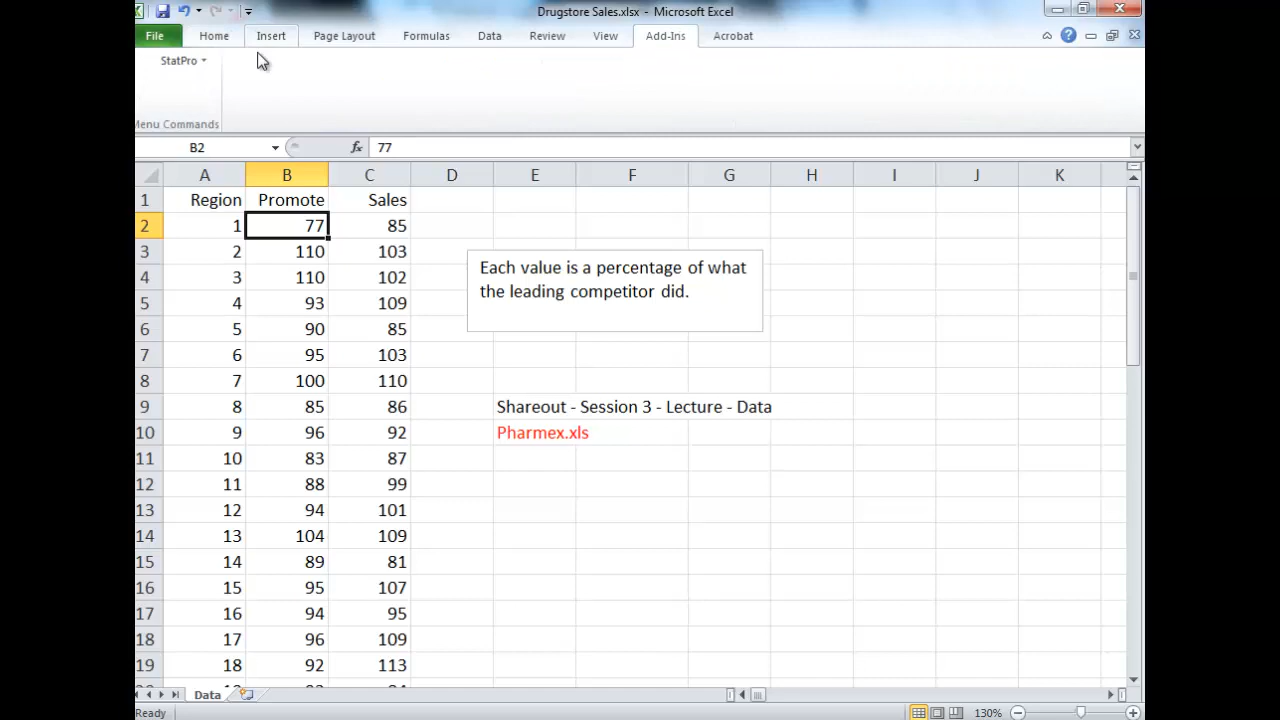 Drugstore Sales.xlsx - Microsoft Excel
File Home Insert Page Layout Formulas Data Review View Add-Ins Acrobat
StatPro
Menu Commands
B2 fx 77
A B C D E F G H I J K
1 Region Promote Sales
2 1 77 85
3 2 110 103
Each value is a percentage of what
4 3 110 102
the leading competitor did.
5 4 93 109
6 5 90 85
7 6 95 103
8 7 100 110
9 8 85 86 Shareout - Session 3 - Lecture - Data
10 9 96 92 Pharmex.xls
11 10 83 87
12 11 88 99
13 12 94 101
14 13 104 109
15 14 89 81
16 15 95 107
17 16 94 95
18 17 96 109
19 18 92 113
Data
Ready 130%